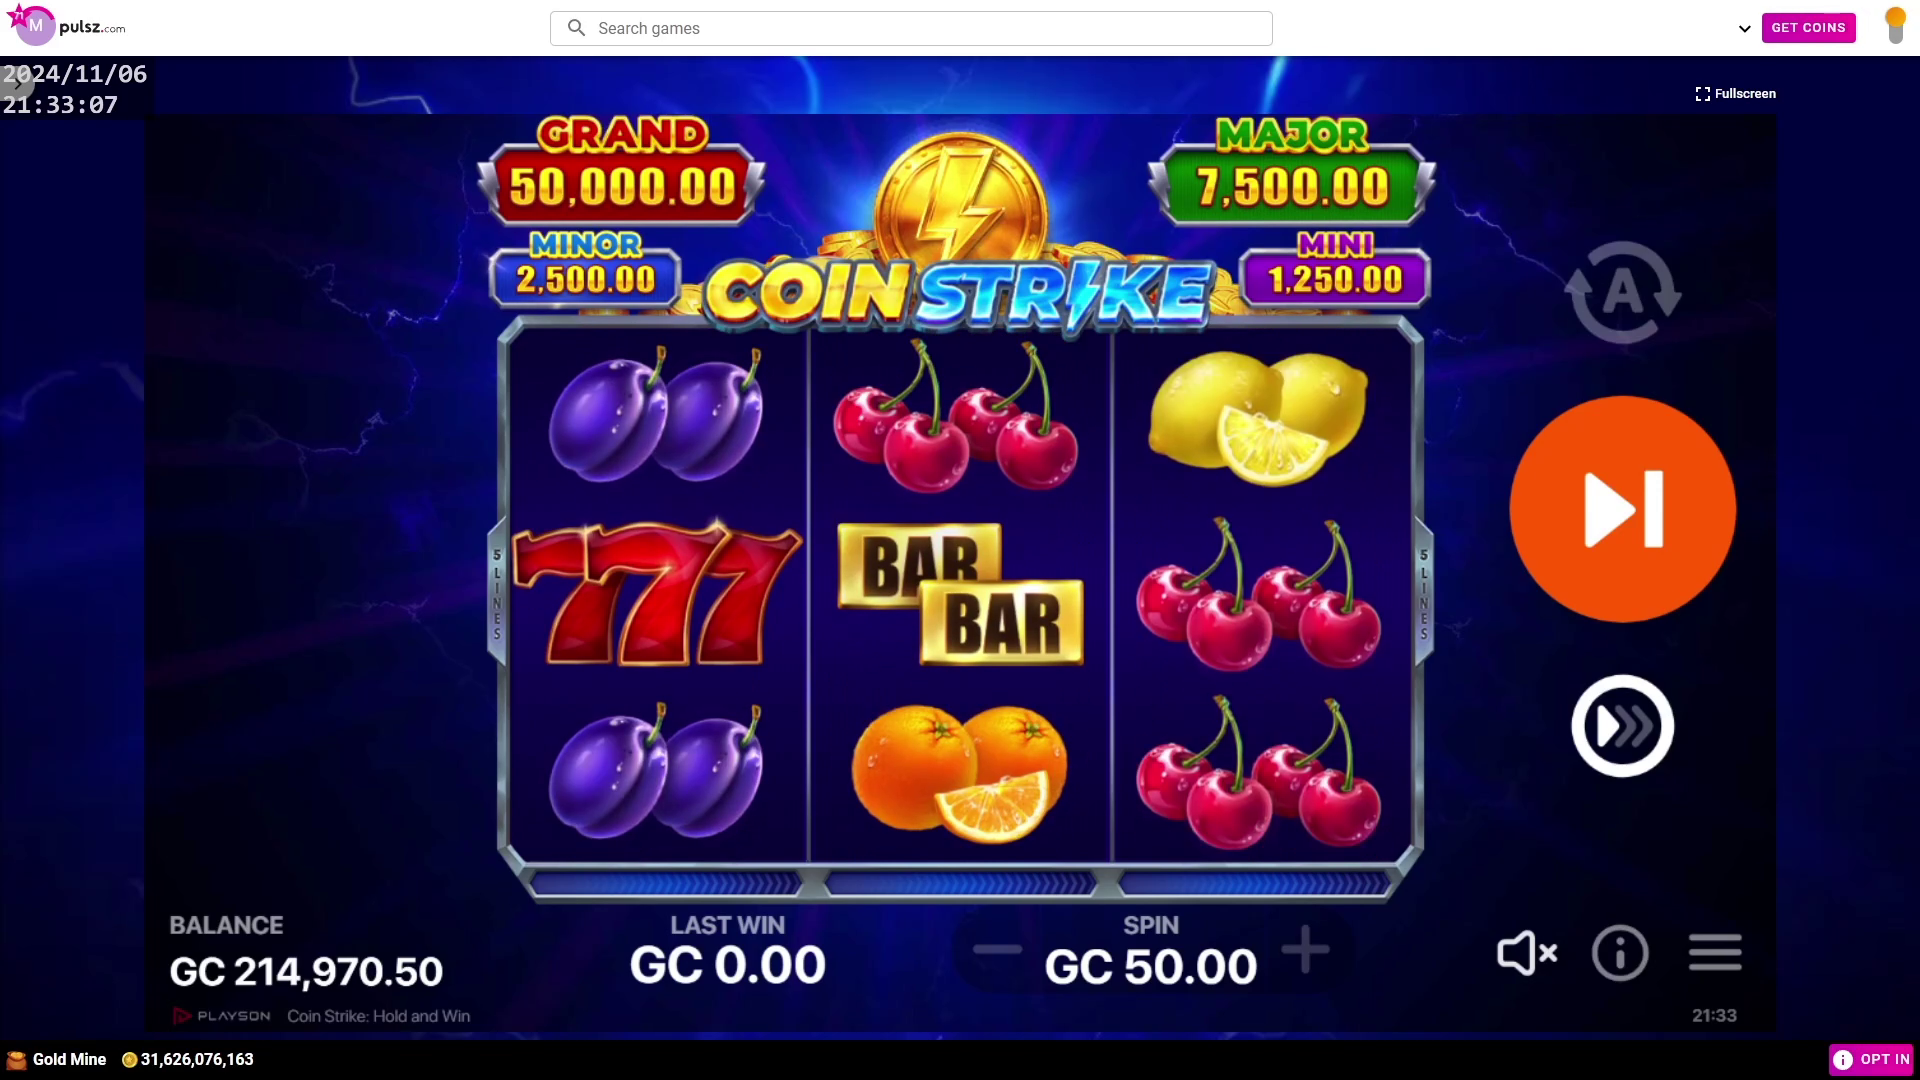 M pulsz.com
Search games
GET COINS
2024/11/06
21:33:07
Fullscreen
GRAND
50,000.00
MAJOR
7,500.00
MINOR
2,500.00
MINI
1,250.00
COIN STRIKE
A
5 LINES
BAR
BAR
5 LINES
BALANCE
GC 214,970.50
LAST WIN
GC 0.00
SPIN
GC 50.00
PLAYSON Coin Strike: Hold and Win
21:33
Gold Mine 31,626,076,163
OPT IN
777